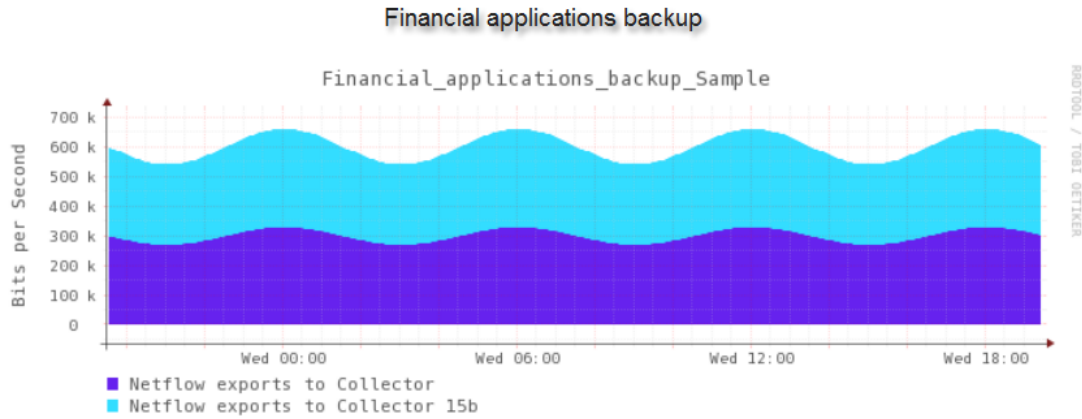 Financial applications backup
Financial_applications_backup_Sample
RRDTOOL / TOBI OETIKER
Bits per Second
700 k
600 k
500 k
400 k
300 k
200 k
100 k
0
Wed 00:00 Wed 06:00 Wed 12:00 Wed 18:00
Netflow exports to Collector
Netflow exports to Collector 15b